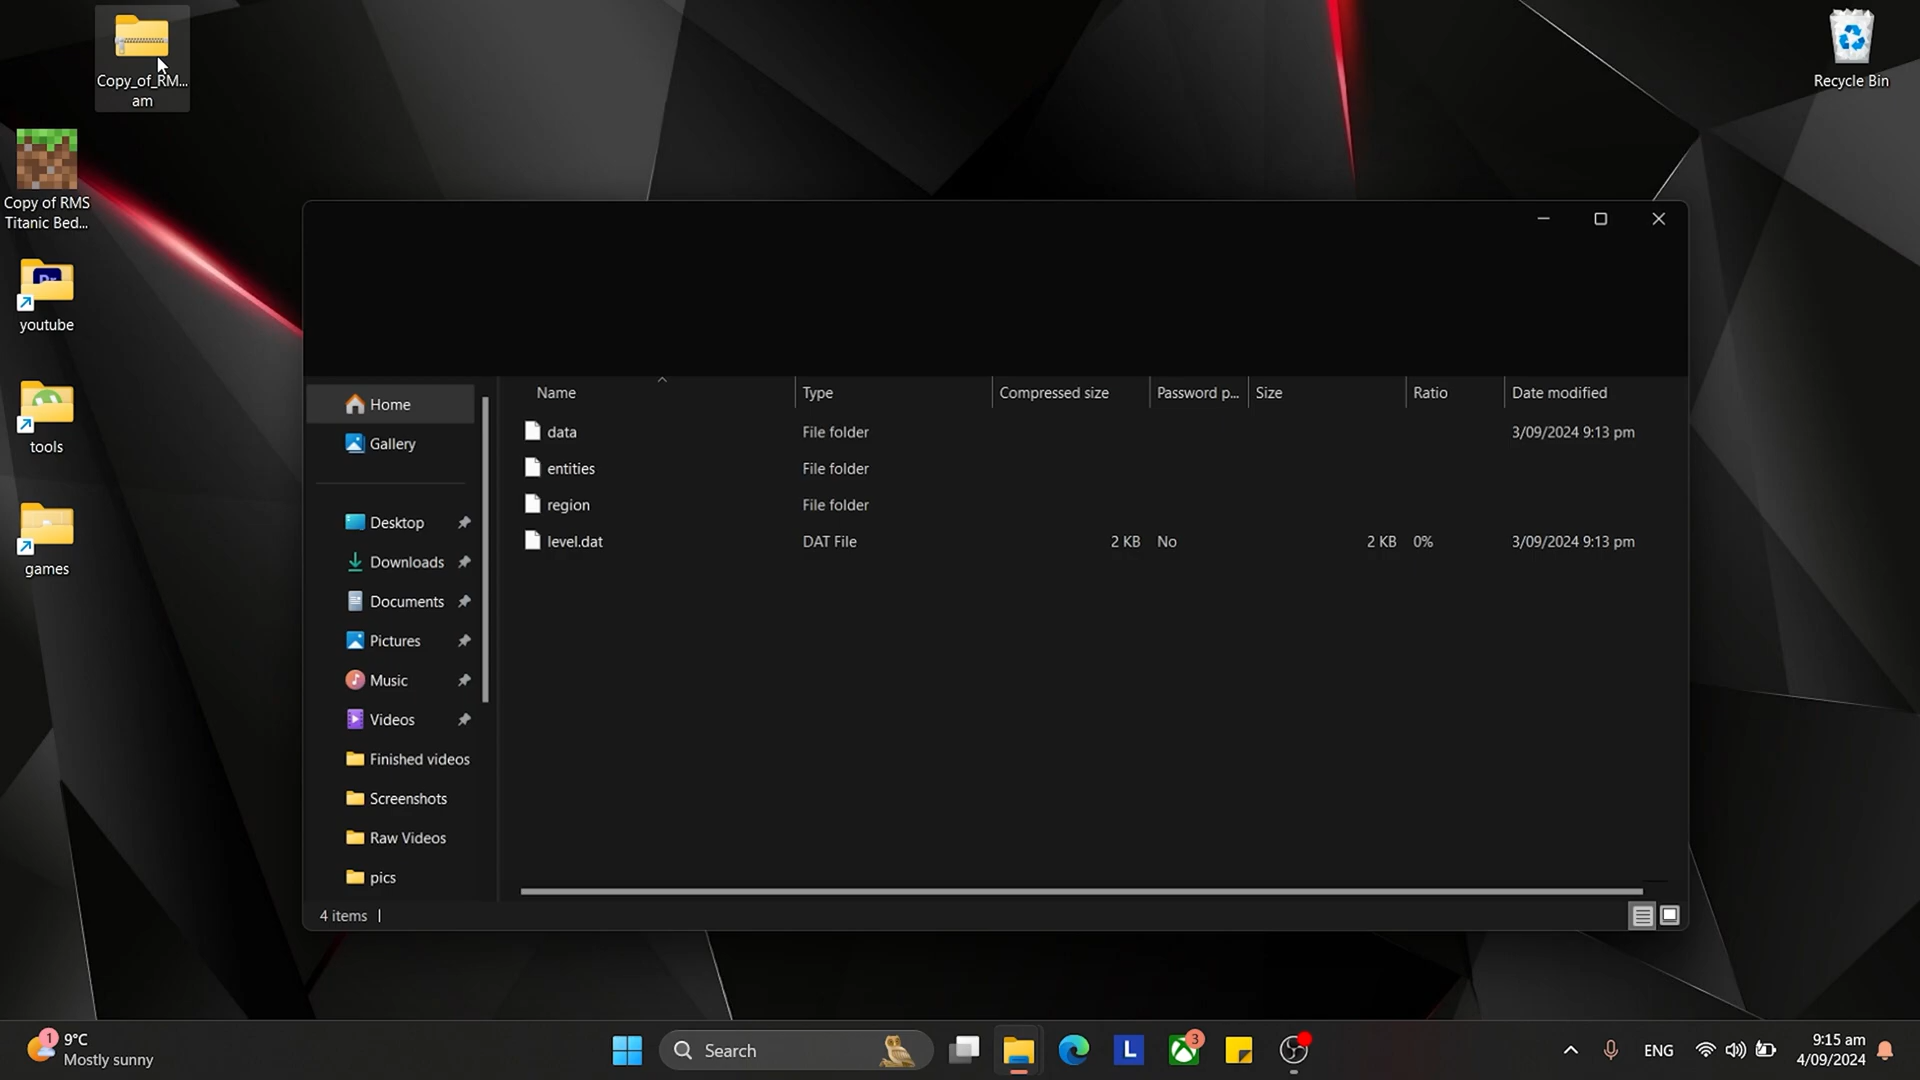 Copy_of_RM...
am
Recycle Bin
Copy of RMS
Titanic Bed...
Pr
youtube
tools
games
Home
Gallery
Desktop
Downloads
Documents
Pictures
Music
Videos
Finished videos
Screenshots
Raw Videos
pics
Name Type Compressed size Password p... Size Ratio Date modified
data File folder 3/09/2024 9:13 pm
entities File folder
region File folder
level.dat DAT File 2 KB No 2 KB 0% 3/09/2024 9:13 pm
4 items
1
9°C
Mostly sunny
Search
L
3
ENG
9:15 am
4/09/2024